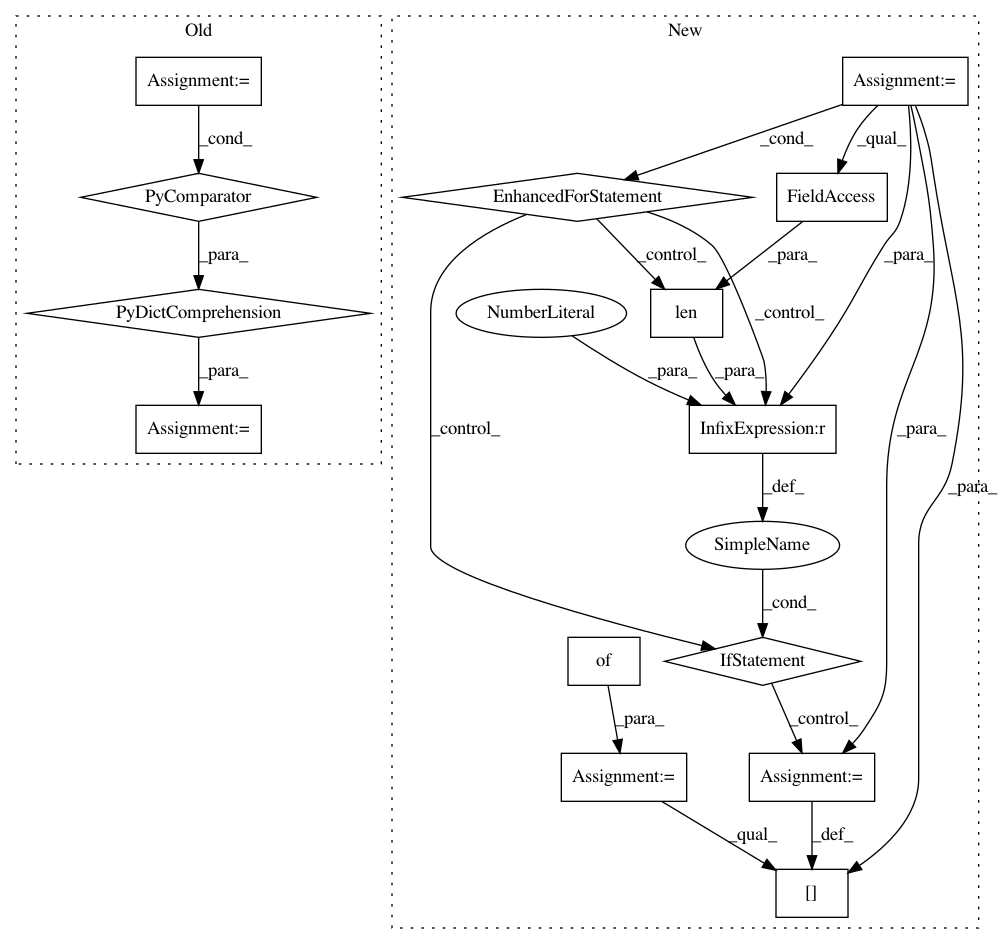 Old
New
Assignment:=
Assignment:=
_cond_
_cond_
_qual_
PyComparator
EnhancedForStatement
FieldAccess
_para_
_control_
_para_
_para_
PyDictComprehension
NumberLiteral
len
_control_
_para_
_para_
_para_
Assignment:=
InfixExpression:r
_control_
_para_
_def_
_para_
SimpleName
_cond_
of
IfStatement
_para_
_control_
Assignment:=
Assignment:=
_qual_
_def_
[]